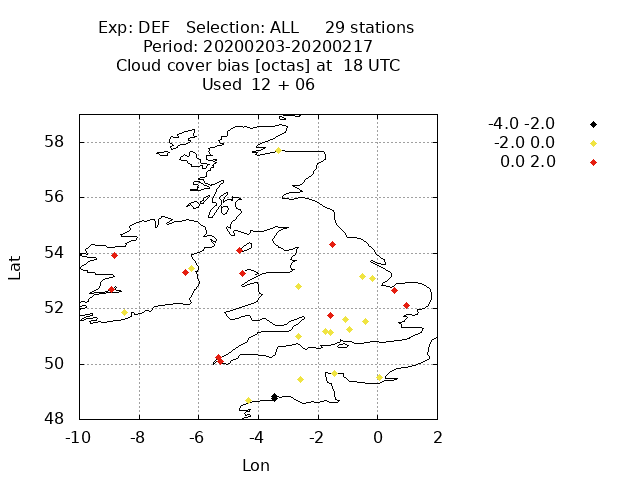 Exp: DEF   Selection: ALL     29 stations
Period: 20200203-20200217
Cloud cover bias [octas] at  18 UTC
Used  12 + 06
-4.0 -2.0
-2.0 0.0
0.0 2.0
58
56
54
52
50
48
Lat
-10 -8 -6 -4 -2 0 2
Lon